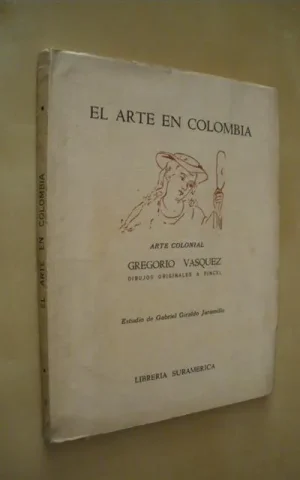 EL ARTE EN COLOMBIA
EL ARTE EN COLOMBIA
ARTE COLONIAL
GREGORIO VASQUEZ
DIBUJOS ORIGINALES A PINCEL
Estudio de Gabriel Giraldo Jaramillo
LIBRERIA SURAMERICA